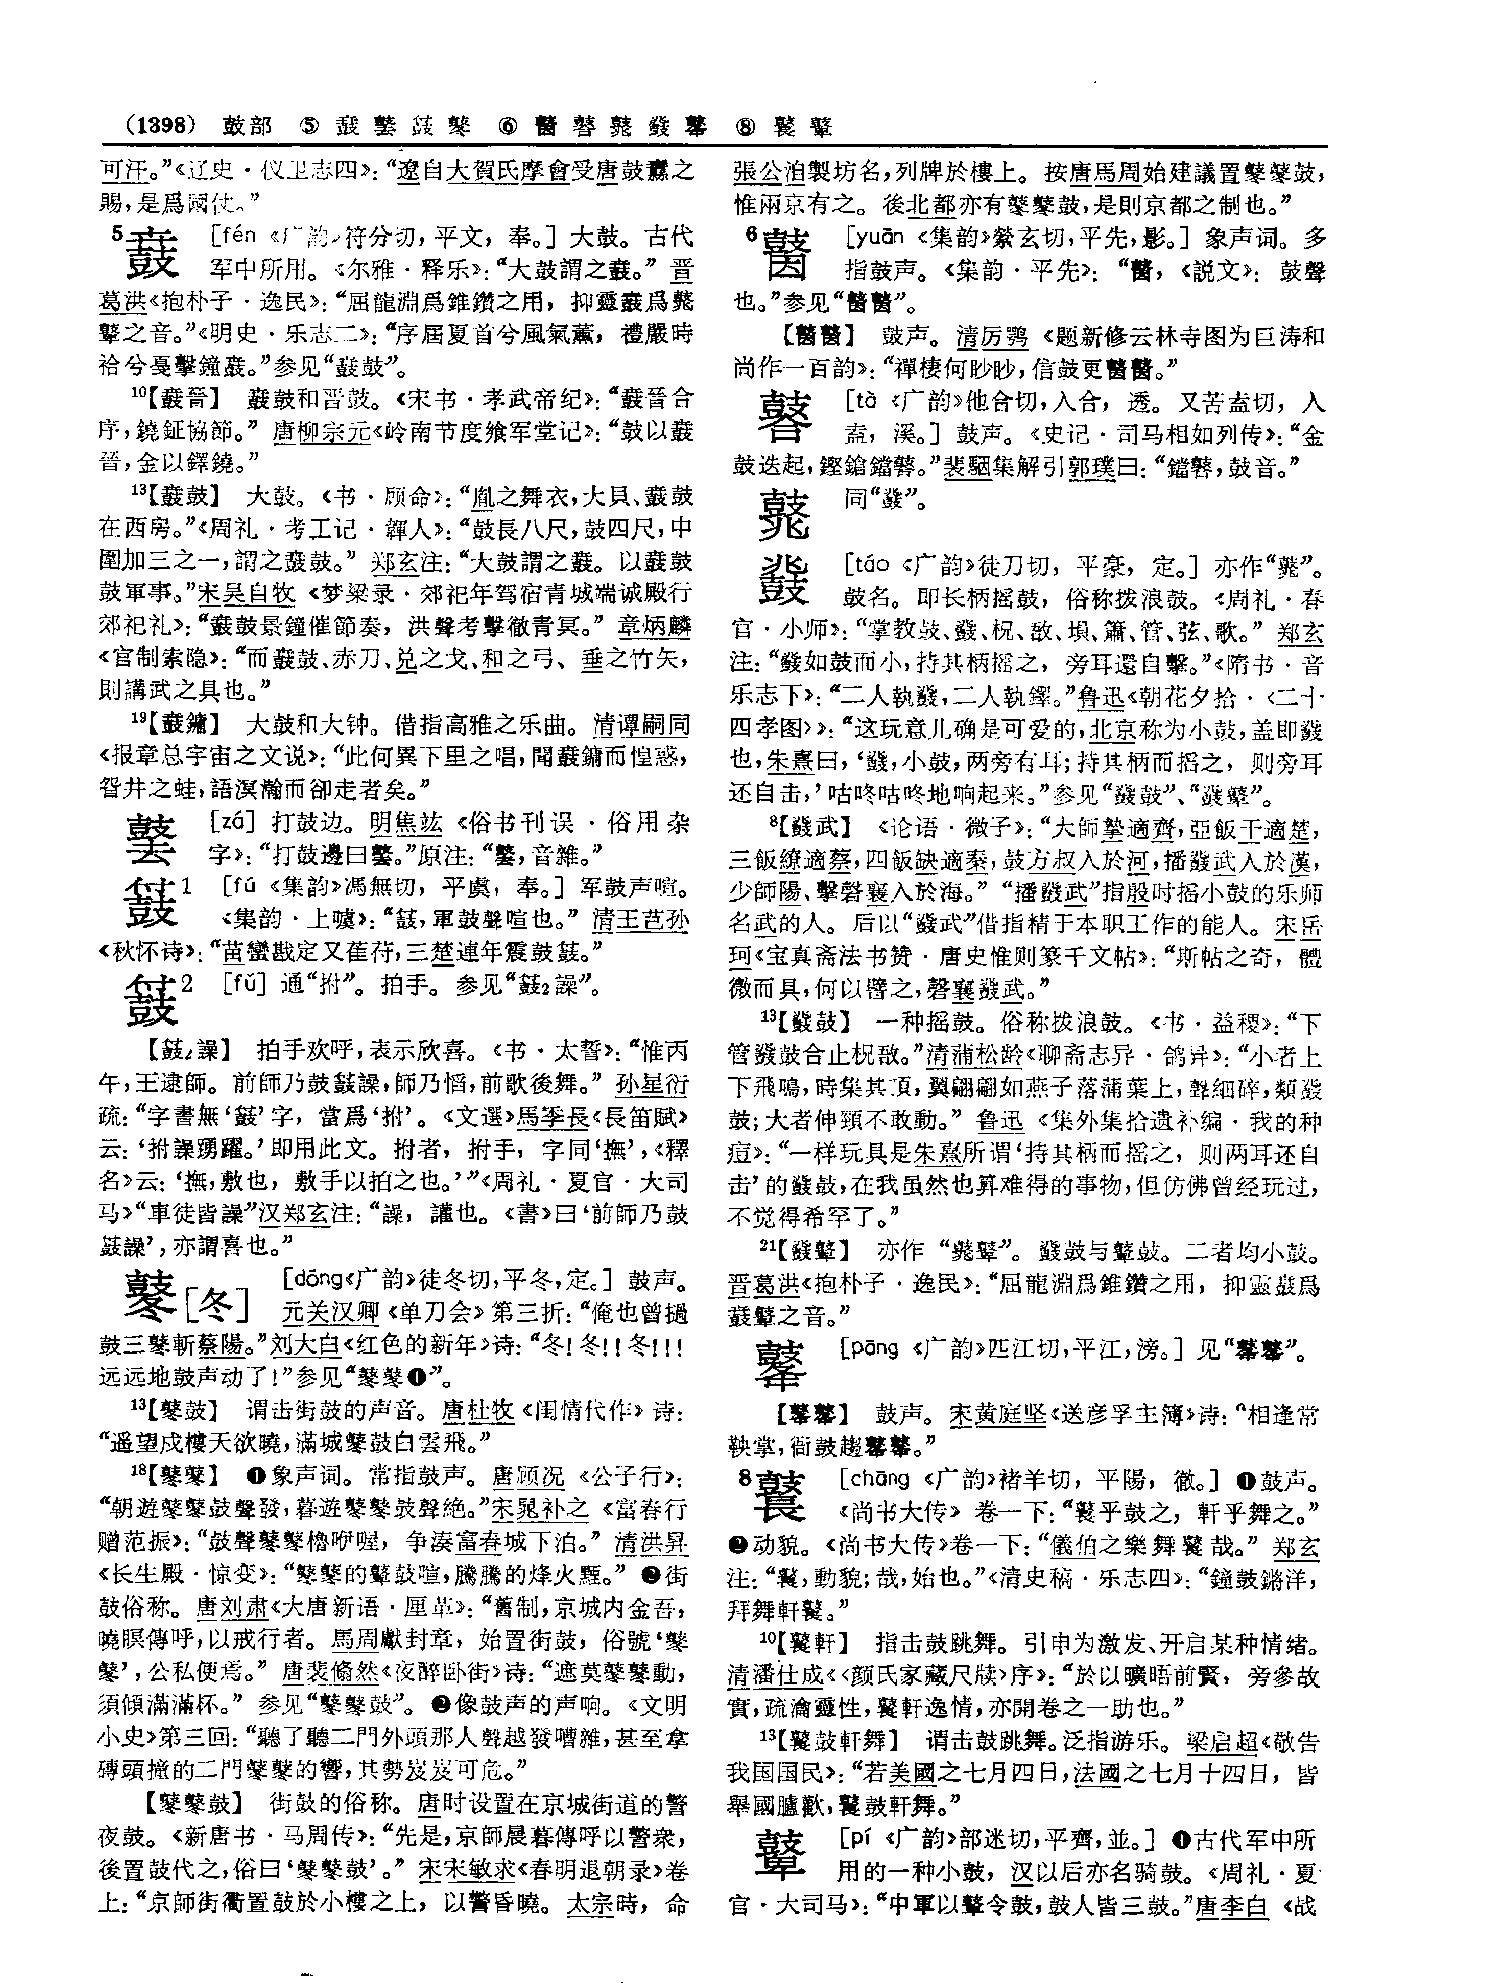 （1398） 鼓部 ⑤ 鼖 鼜 鼓 鼕 ⑥ 鼘 鼛 鼗 鼗 鼙 ⑧ 鼚 鼙
可汗。”《辽史·仪卫志四》：“遼自大賀氏摩會受唐鼓纛之
賜，是爲國仗。”
5鼖 [fén《广韵》符分切，平文，奉。] 大鼓。古代
军中所用。《尔雅·释乐》：“大鼓謂之鼖。” 晋
葛洪《抱朴子·逸民》：“屈龍淵爲錐鑽之用，抑靈鼖爲鼗
鼙之音。”《明史·乐志二》：“序屆夏首兮風氣薰，禮嚴時
祫兮戛擊鐘鼖。”参见“鼖鼓”。
10【鼖晉】 鼖鼓和晋鼓。《宋书·孝武帝纪》：“鼖晉合
序，鐃鉦協節。” 唐柳宗元《岭南节度飨军堂记》：“鼓以鼖
晉，金以鐸鐃。”
13【鼖鼓】 大鼓。《书·顾命》：“胤之舞衣，大貝、鼖鼓
在西房。”《周礼·考工记·韗人》：“鼓長八尺，鼓四尺，中
圍加三之一，謂之鼖鼓。” 郑玄注：“大鼓謂之鼖。以鼖鼓
鼓軍事。”宋吴自牧《梦粱录·郊祀年驾宿青城端诚殿行
郊祀礼》：“鼖鼓景鐘催節奏，洪聲考擊徹青冥。” 章炳麟
《官制索隐》：“而鼖鼓、赤刀、兑之戈、和之弓、垂之竹矢，
則講武之具也。”
19【鼖鏞】 大鼓和大钟。借指高雅之乐曲。清谭嗣同
《报章总宇宙之文说》：“此何異下里之唱，聞鼖鏞而惶惑，
眢井之蛙，語溟瀚而卻走者矣。”
[zá] 打鼓边。明焦竑《俗书刊误·俗用杂
字》：“打鼓邊曰，音雜。”
1 [fú《集韵》馮無切，平虞，奉。] 军鼓声喧。
《集韵·上噳》：“，軍鼓聲喧也。” 清王芑孙
《秋怀诗》：“苗蠻戡定又萑苻，三楚連年震鼓。”
2 [fǔ] 通“拊”。拍手。参见“2譟”。
【2譟】 拍手欢呼，表示欣喜。《书·太誓》：“惟丙
午，王逮師。前師乃鼓譟，師乃慆，前歌後舞。” 孙星衍
疏：“字書無‘’字，當爲‘拊’。《文選》馬季長《長笛賦》
云：‘拊譟踴躍。’即用此文。拊者，拊手，字同‘撫’，《釋
名》云：‘撫，敷也，敷手以拍之也。’”《周礼·夏官·大司
马》“車徒皆譟”汉郑玄注：“譟，讙也。《書》曰‘前師乃鼓
譟’，亦謂喜也。”
鼕[冬] [dōng《广韵》徒冬切，平冬，定。] 鼓声。
元关汉卿《单刀会》第三折：“俺也曾撾
鼓三鼕斬蔡陽。”刘大白《红色的新年》诗：“冬！冬！！冬！！！
远远地鼓声动了！”参见“鼕鼕❶”。
13【鼕鼓】 谓击街鼓的声音。唐杜牧《闺情代作》诗：
“遥望戍樓天欲曉，滿城鼕鼓白雲飛。”
18【鼕鼕】 ❶象声词。常指鼓声。唐顾况《公子行》：
“朝遊鼕鼕鼓聲發，暮遊鼕鼕鼓聲絶。”宋晁补之《富春行
赠范振》：“鼓聲鼕鼕櫓咿喔，争湊富春城下泊。” 清洪昇
《长生殿·惊变》：“鼕鼕的鼙鼓喧，騰騰的烽火黫。” ❷街
鼓俗称。唐刘肃《大唐新语·厘革》：“舊制，京城内金吾，
曉暝傳呼，以戒行者。馬周獻封章，始置街鼓，俗號‘鼕
鼕’，公私便焉。” 唐裴翛然《夜醉卧街》诗：“遮莫鼕鼕動，
須傾滿滿杯。” 参见“鼕鼕鼓”。❸像鼓声的声响。《文明
小史》第三回：“聽了聽二門外頭那人聲越發嘈雜，甚至拿
磚頭撞的二門鼕鼕的響，其勢岌岌可危。”
【鼕鼕鼓】 街鼓的俗称。唐时设置在京城街道的警
夜鼓。《新唐书·马周传》：“先是，京師晨暮傳呼以警衆，
後置鼓代之，俗曰‘鼕鼕鼓’。” 宋宋敏求《春明退朝录》卷
上：“京師街衢置鼓於小樓之上，以警昏曉。太宗時，命
張公洎製坊名，列牌於樓上。按唐馬周始建議置鼕鼕鼓，
惟兩京有之。後北都亦有鼕鼕鼓，是則京都之制也。”
6鼘 [yuān《集韵》縈玄切，平先，影。] 象声词。多
指鼓声。《集韵·平先》：“，《説文》：鼓聲
也。”参见“”。
【】 鼓声。清厉鹗《题新修云林寺图为巨涛和
尚作一百韵》：“禪棲何眇眇，信鼓更。”
鼛 [tà《广韵》他合切，入合，透。又苦盍切，入
盍，溪。] 鼓声。《史记·司马相如列传》：“金
鼓迭起，鏗鎗鐺。”裴駰集解引郭璞曰：“鐺，鼓音。”
同“鼗”。
鼗 [táo《广韵》徒刀切，平豪，定。] 亦作“”。
鼓名。即长柄摇鼓，俗称拨浪鼓。《周礼·春
官·小师》：“掌教鼓、鼗、柷、敔、塤、簫、管、弦、歌。” 郑玄
注：“鼗如鼓而小，持其柄摇之，旁耳還自擊。”《隋书·音
乐志下》：“二人執鼗，二人執鐸。”鲁迅《朝花夕拾·〈二十
四孝图〉》：“这玩意儿确是可爱的，北京称为小鼓，盖即鼗
也，朱熹曰，‘鼗，小鼓，两旁有耳；持其柄而摇之，则旁耳
还自击，’咕咚咕咚地响起来。”参见“鼗鼓”、“鼗鼙”。
8【鼗武】 《论语·微子》：“大師摯適齊，亞飯干適楚，
三飯繚適蔡，四飯缺適秦，鼓方叔入於河，播鼗武入於漢，
少師陽、擊磬襄入於海。” “播鼗武”指殷时摇小鼓的乐师
名武的人。后以“鼗武”借指精于本职工作的能人。宋岳
珂《宝真斋法书赞·唐史惟则篆千文帖》：“斯帖之奇，體
微而具，何以譬之，磬襄鼗武。”
13【鼗鼓】 一种摇鼓。俗称拨浪鼓。《书·益稷》：“下
管鼗鼓合止柷敔。”清蒲松龄《聊斋志异·鸽异》：“小者上
下飛鳴，時集其頂，翼翩翩如燕子落蒲葉上，聲細碎，類鼗
鼓；大者伸頸不敢動。” 鲁迅《集外集拾遗补编·我的种
痘》：“一样玩具是朱熹所谓‘持其柄而摇之，则两耳还自
击’的鼗鼓，在我虽然也算难得的事物，但仿佛曾经玩过，
不觉得希罕了。”
21【鼗鼙】 亦作“鼙”。鼗鼓与鼙鼓。二者均小鼓。
晋葛洪《抱朴子·逸民》：“屈龍淵爲錐鑽之用，抑靈鼖爲
鼗鼙之音。”
[pāng《广韵》匹江切，平江，滂。] 见“”。
【】 鼓声。宋黄庭坚《送彦孚主簿》诗：“相逢常
鞅掌，衙鼓趨。”
8鼚 [chāng《广韵》褚羊切，平陽，徹。] ❶鼓声。
《尚书大传》卷一下：“鼚乎鼓之，軒乎舞之。”
❷动貌。《尚书大传》卷一下：“儀伯之樂舞鼚哉。” 郑玄
注：“鼚，動貌；哉，始也。”《清史稿·乐志四》：“鐘鼓鏘洋，
拜舞軒鼚。”
10【鼚軒】 指击鼓跳舞。引申为激发、开启某种情绪。
清潘仕成《〈颜氏家藏尺牍〉序》：“於以曠晤前賢，旁參故
實，疏瀹靈性，鼚軒逸情，亦開卷之一助也。”
13【鼚鼓軒舞】 谓击鼓跳舞。泛指游乐。梁启超《敬告
我国国民》：“若美國之七月四日，法國之七月十四日，皆
舉國臚歡，鼚鼓軒舞。”
鼙 [pí《广韵》部迷切，平齊，並。] ❶古代军中所
用的一种小鼓，汉以后亦名骑鼓。《周礼·夏
官·大司马》：“中軍以鼙令鼓，鼓人皆三鼓。”唐李白《战